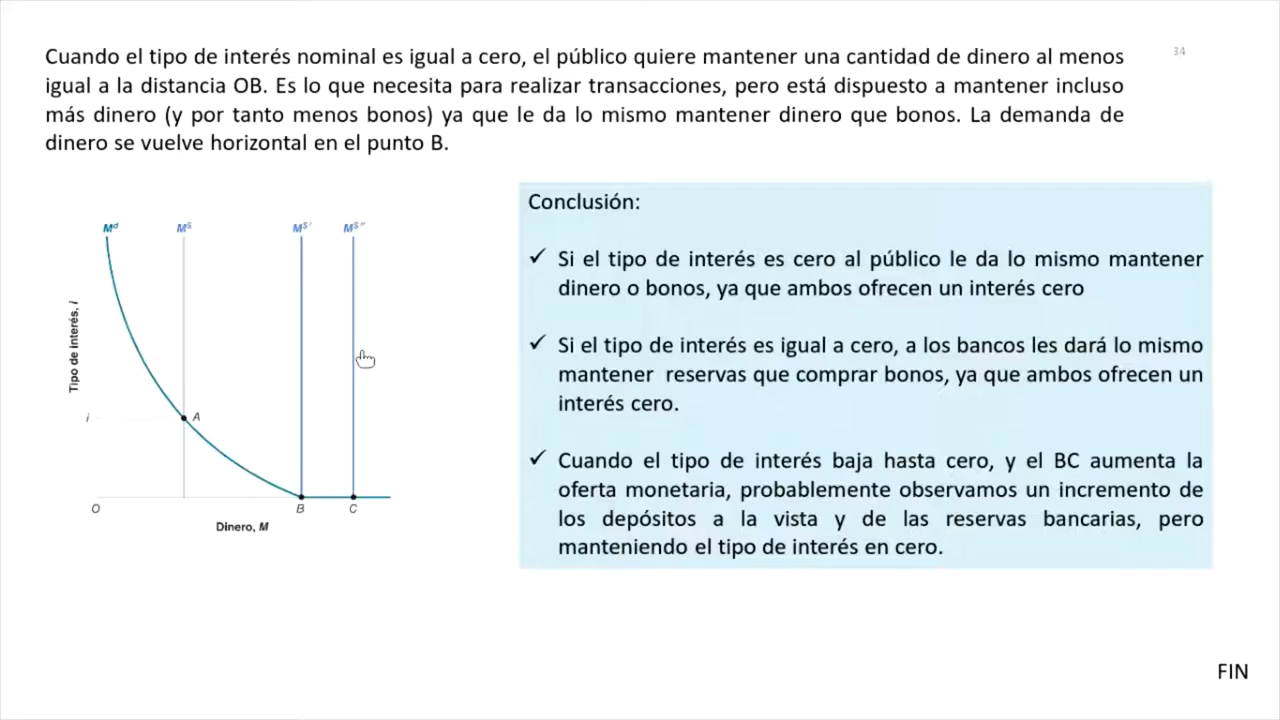 34
Cuando el tipo de interés nominal es igual a cero, el público quiere mantener una cantidad de dinero al menos
igual a la distancia OB. Es lo que necesita para realizar transacciones, pero está dispuesto a mantener incluso
más dinero (y por tanto menos bonos) ya que le da lo mismo mantener dinero que bonos. La demanda de
dinero se vuelve horizontal en el punto B.
M^d M^S M^S' M^S''
Tipo de interés, i
i
A
O B C
Dinero, M
Conclusión:
✓ Si el tipo de interés es cero al público le da lo mismo mantener
dinero o bonos, ya que ambos ofrecen un interés cero
✓ Si el tipo de interés es igual a cero, a los bancos les dará lo mismo
mantener reservas que comprar bonos, ya que ambos ofrecen un
interés cero.
✓ Cuando el tipo de interés baja hasta cero, y el BC aumenta la
oferta monetaria, probablemente observamos un incremento de
los depósitos a la vista y de las reservas bancarias, pero
manteniendo el tipo de interés en cero.
FIN